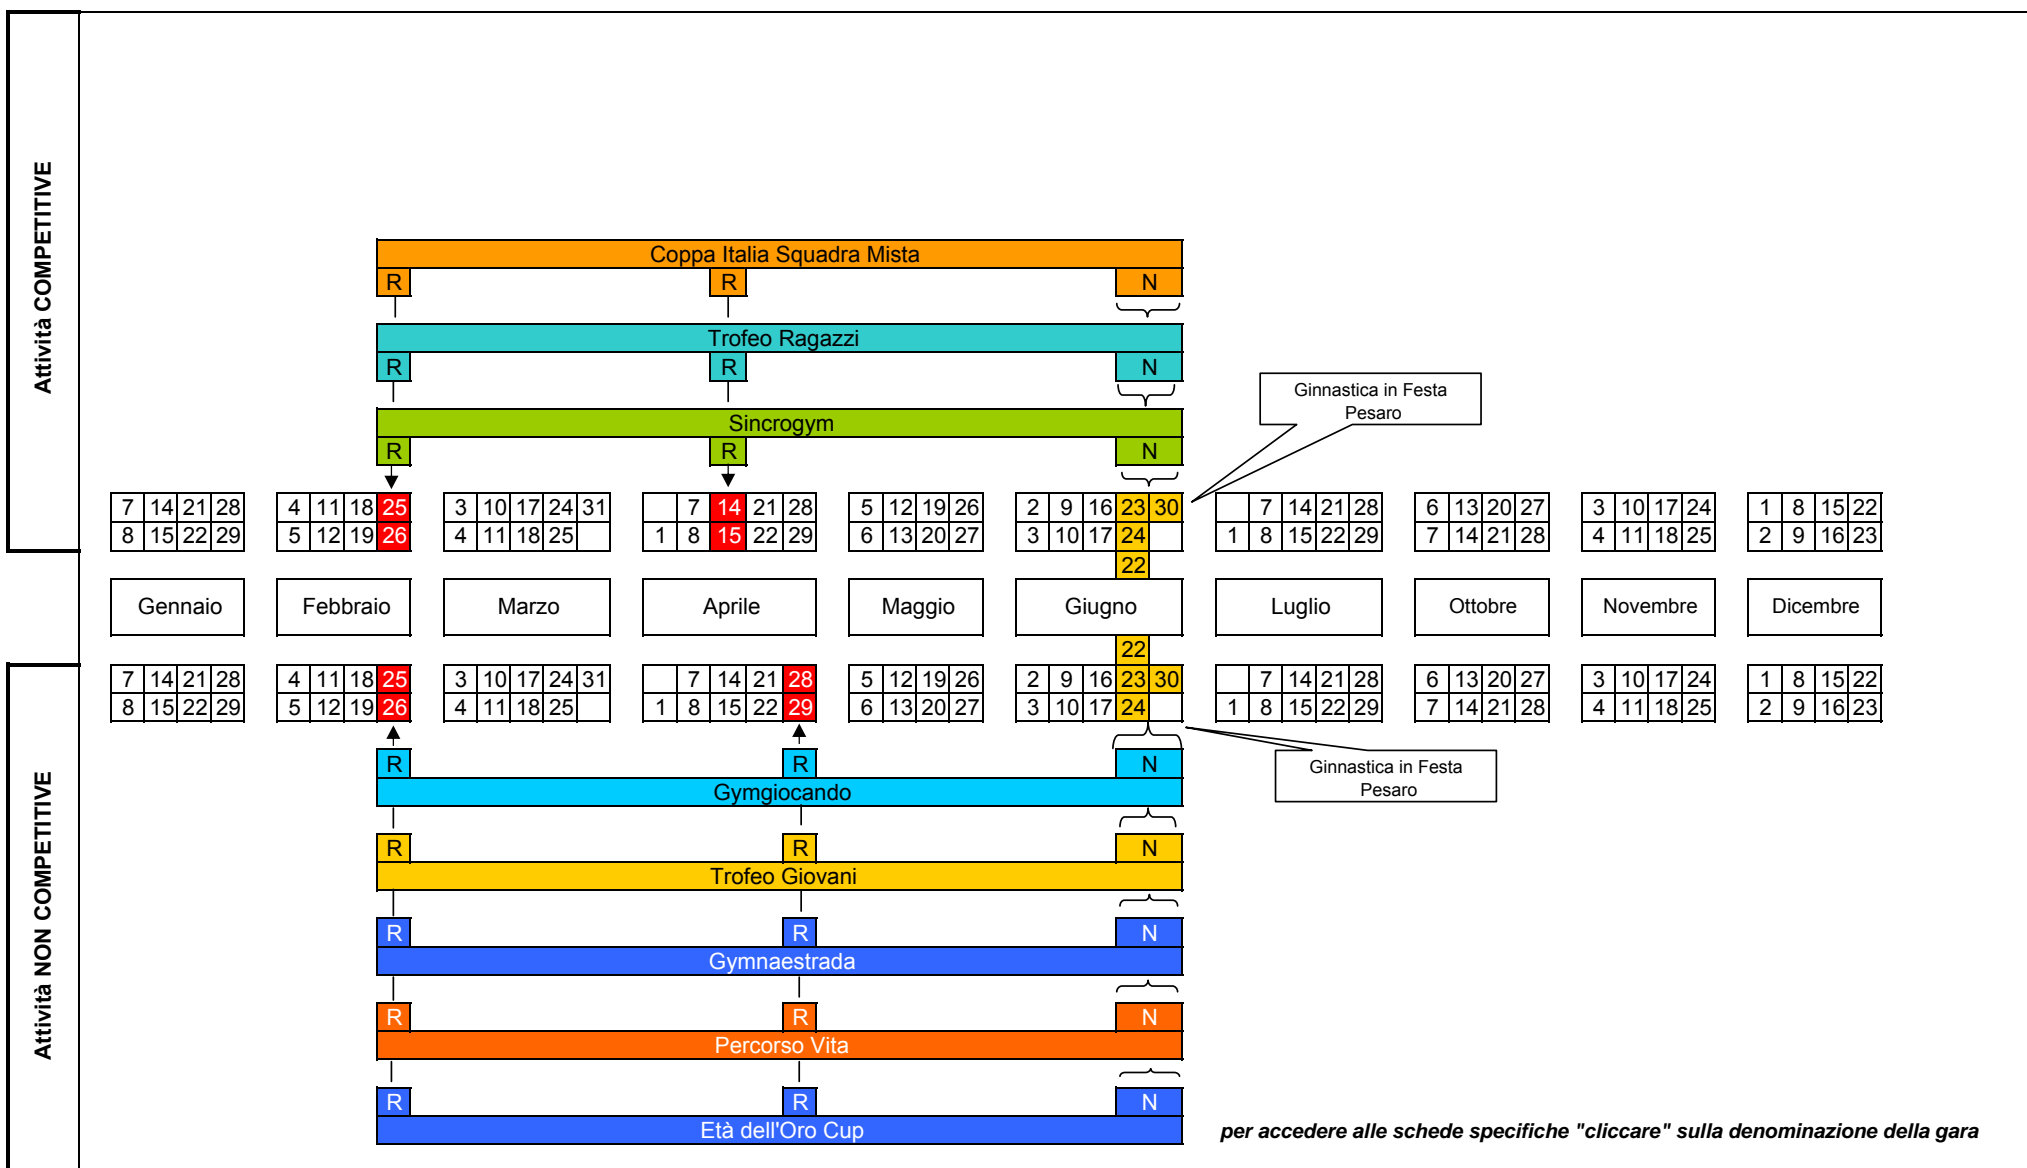 Attività COMPETITIVE
Coppa Italia Squadra Mista
R R N
Trofeo Ragazzi
R R N
Ginnastica in Festa
Pesaro
Sincrogym
R R N
7 14 21 28 4 11 18 25 3 10 17 24 31 7 14 21 28 5 12 19 26 2 9 16 23 30 7 14 21 28 6 13 20 27 3 10 17 24 1 8 15 22
8 15 22 29 5 12 19 26 4 11 18 25 1 8 15 22 29 6 13 20 27 3 10 17 24 1 8 15 22 29 7 14 21 28 4 11 18 25 2 9 16 23
22
Gennaio Febbraio Marzo Aprile Maggio Giugno Luglio Ottobre Novembre Dicembre
22
Attività NON COMPETITIVE
7 14 21 28 4 11 18 25 3 10 17 24 31 7 14 21 28 5 12 19 26 2 9 16 23 30 7 14 21 28 6 13 20 27 3 10 17 24 1 8 15 22
8 15 22 29 5 12 19 26 4 11 18 25 1 8 15 22 29 6 13 20 27 3 10 17 24 1 8 15 22 29 7 14 21 28 4 11 18 25 2 9 16 23
R R N
Gymgiocando
Ginnastica in Festa
Pesaro
R R N
Trofeo Giovani
R R N
Gymnaestrada
R R N
Percorso Vita
R R N
Età dell'Oro Cup
per accedere alle schede specifiche "cliccare" sulla denominazione della gara